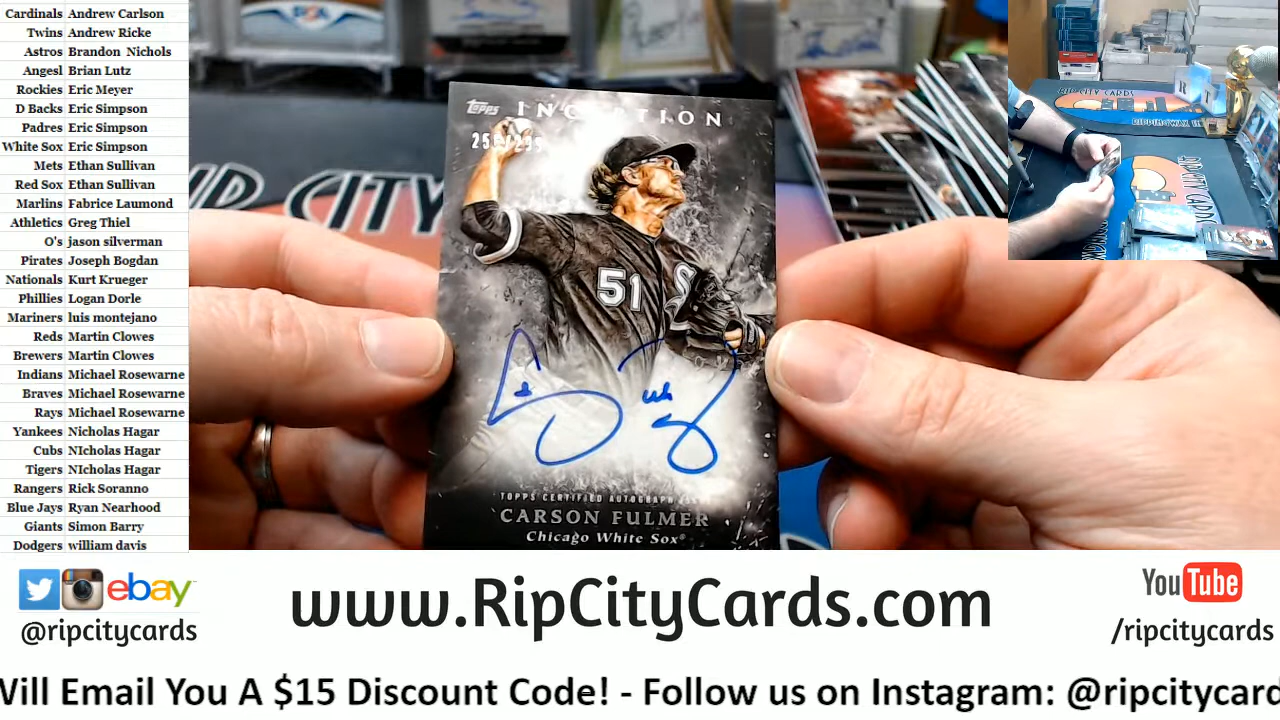 Cardinals Andrew Carlson
Twins Andrew Ricke
Astros Brandon Nichols
Angesl Brian Lutz
Rockies Eric Meyer
D Backs Eric Simpson
Padres Eric Simpson
White Sox Eric Simpson
Mets Ethan Sullivan
Red Sox Ethan Sullivan
Marlins Fabrice Laumond
Athletics Greg Thiel
O's jason silverman
Pirates Joseph Bogdan
Nationals Kurt Krueger
Phillies Logan Dorle
Mariners luis montejano
Reds Martin Clowes
Brewers Martin Clowes
Indians Michael Rosewarne
Braves Michael Rosewarne
Rays Michael Rosewarne
Yankees Nicholas Hagar
Cubs NIcholas Hagar
Tigers NIcholas Hagar
Rangers Rick Soranno
Blue Jays Ryan Nearhood
Giants Simon Barry
Dodgers william davis
Topps INCEPTION
51
Sox
TOPPS CERTIFIED AUTOGRAPH
CARSON FULMER
Chicago White Sox®
CITY
RIP CITY CARDS
ebay™
@ripcitycards
www.RipCityCards.com
YouTube
/ripcitycards
Will Email You A $15 Discount Code! - Follow us on Instagram: @ripcitycard